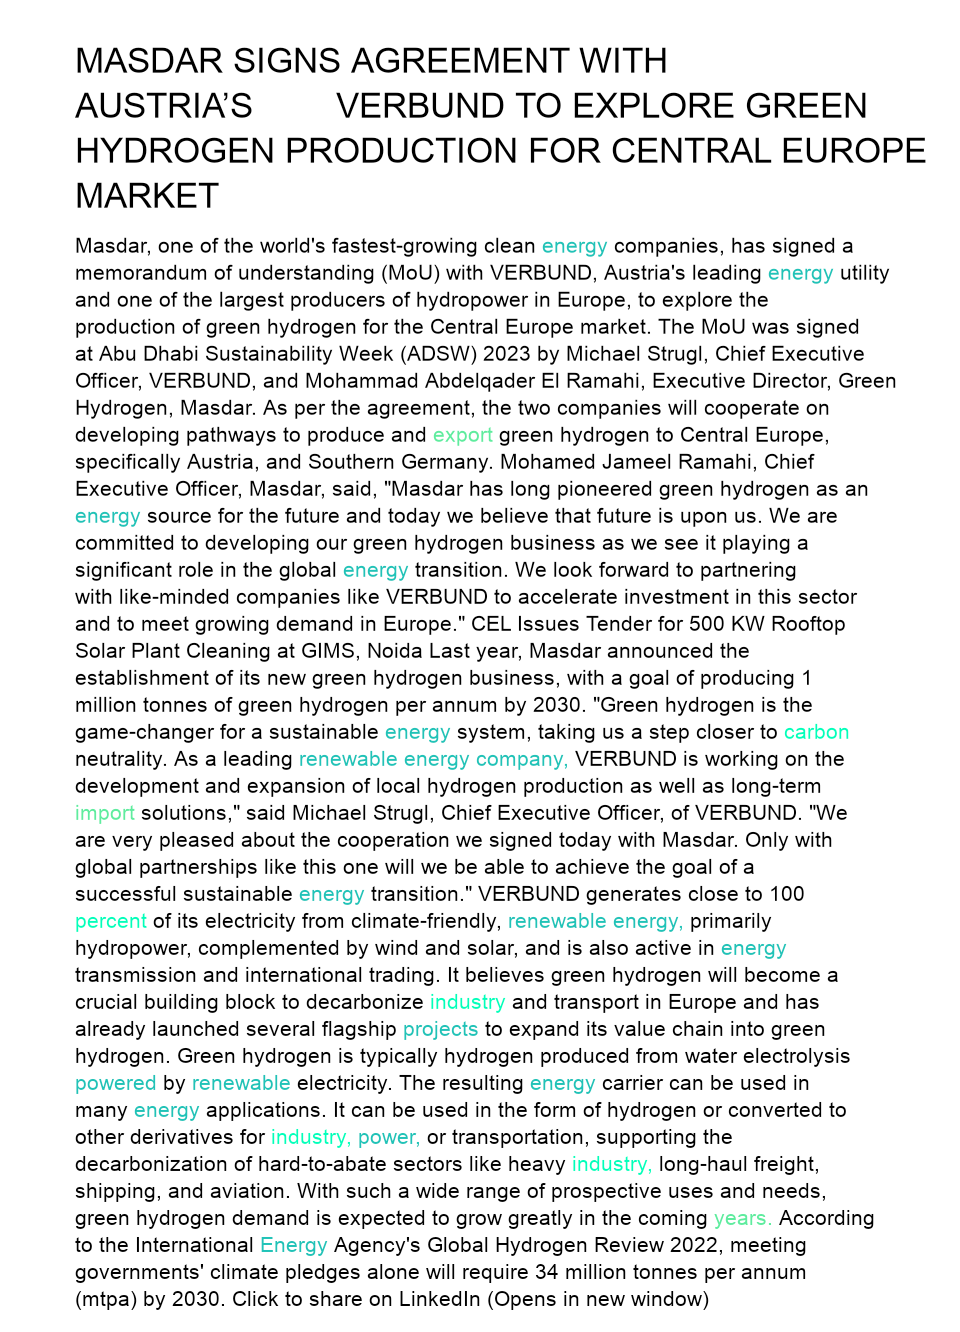 MASDAR SIGNS AGREEMENT WITH
AUSTRIA’S VERBUND TO EXPLORE GREEN
HYDROGEN PRODUCTION FOR CENTRAL EUROPE
MARKET
Masdar, one of the world's fastest-growing clean energy companies, has signed a
memorandum of understanding (MoU) with VERBUND, Austria's leading energy utility
and one of the largest producers of hydropower in Europe, to explore the
production of green hydrogen for the Central Europe market. The MoU was signed
at Abu Dhabi Sustainability Week (ADSW) 2023 by Michael Strugl, Chief Executive
Officer, VERBUND, and Mohammad Abdelqader El Ramahi, Executive Director, Green
Hydrogen, Masdar. As per the agreement, the two companies will cooperate on
developing pathways to produce and export green hydrogen to Central Europe,
specifically Austria, and Southern Germany. Mohamed Jameel Ramahi, Chief
Executive Officer, Masdar, said, "Masdar has long pioneered green hydrogen as an
energy source for the future and today we believe that future is upon us. We are
committed to developing our green hydrogen business as we see it playing a
significant role in the global energy transition. We look forward to partnering
with like-minded companies like VERBUND to accelerate investment in this sector
and to meet growing demand in Europe." CEL Issues Tender for 500 KW Rooftop
Solar Plant Cleaning at GIMS, Noida Last year, Masdar announced the
establishment of its new green hydrogen business, with a goal of producing 1
million tonnes of green hydrogen per annum by 2030. "Green hydrogen is the
game-changer for a sustainable energy system, taking us a step closer to carbon
neutrality. As a leading renewable energy company, VERBUND is working on the
development and expansion of local hydrogen production as well as long-term
import solutions," said Michael Strugl, Chief Executive Officer, of VERBUND. "We
are very pleased about the cooperation we signed today with Masdar. Only with
global partnerships like this one will we be able to achieve the goal of a
successful sustainable energy transition." VERBUND generates close to 100
percent of its electricity from climate-friendly, renewable energy, primarily
hydropower, complemented by wind and solar, and is also active in energy
transmission and international trading. It believes green hydrogen will become a
crucial building block to decarbonize industry and transport in Europe and has
already launched several flagship projects to expand its value chain into green
hydrogen. Green hydrogen is typically hydrogen produced from water electrolysis
powered by renewable electricity. The resulting energy carrier can be used in
many energy applications. It can be used in the form of hydrogen or converted to
other derivatives for industry, power, or transportation, supporting the
decarbonization of hard-to-abate sectors like heavy industry, long-haul freight,
shipping, and aviation. With such a wide range of prospective uses and needs,
green hydrogen demand is expected to grow greatly in the coming years. According
to the International Energy Agency's Global Hydrogen Review 2022, meeting
governments' climate pledges alone will require 34 million tonnes per annum
(mtpa) by 2030. Click to share on LinkedIn (Opens in new window)